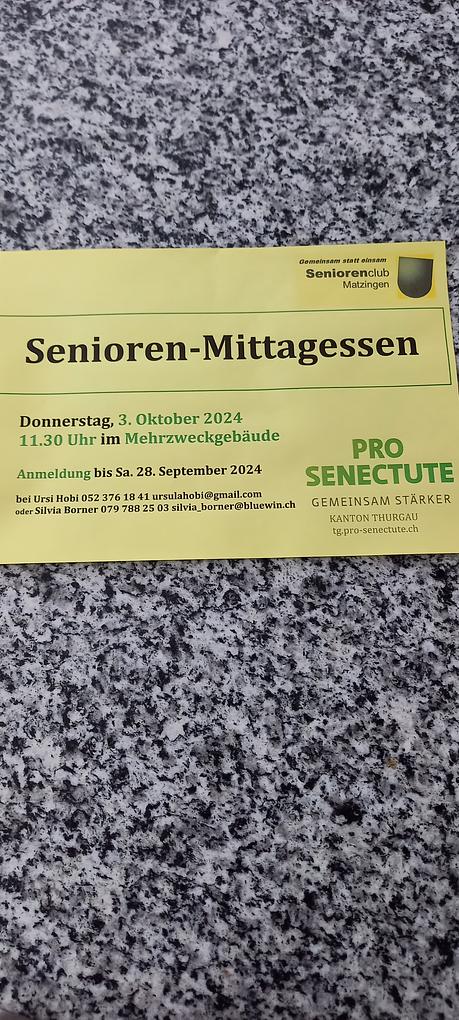 Gemeinsam statt einsam
Seniorenclub
Matzingen
Senioren-Mittagessen
Donnerstag, 3. Oktober 2024
11.30 Uhr im Mehrzweckgebäude
Anmeldung bis Sa. 28. September 2024
bei Ursi Hobi 052 376 18 41 ursulahobi@gmail.com
oder Silvia Borner 079 788 25 03 silvia_borner@bluewin.ch
PRO
SENECTUTE
GEMEINSAM STÄRKER
KANTON THURGAU
tg.pro-senectute.ch